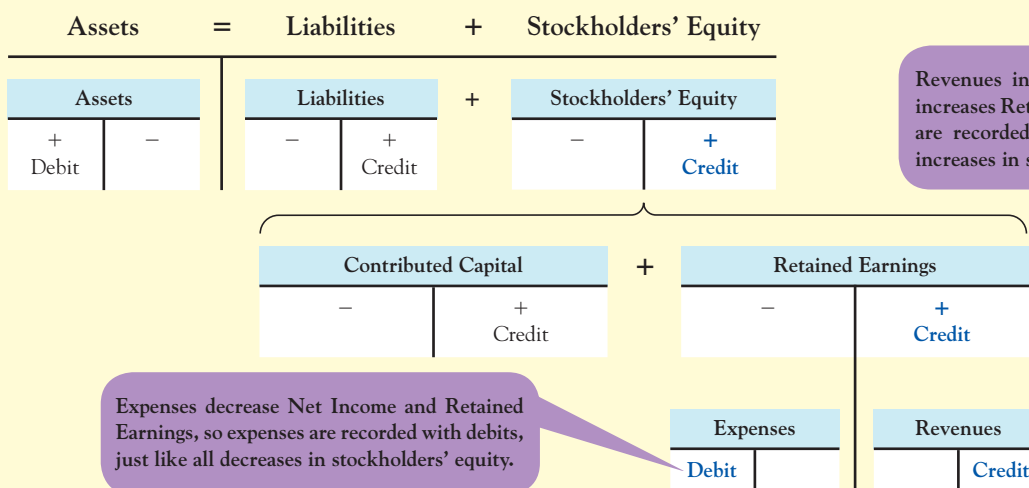 Assets = Liabilities + Stockholders' Equity
Assets Liabilities + Stockholders' Equity
+ − − + − +
Debit Credit Credit
Revenues in
increases Ret
are recorded
increases in s
Contributed Capital + Retained Earnings
− + − +
Credit Credit
Expenses decrease Net Income and Retained
Earnings, so expenses are recorded with debits,
just like all decreases in stockholders' equity.
Expenses Revenues
Debit Credit